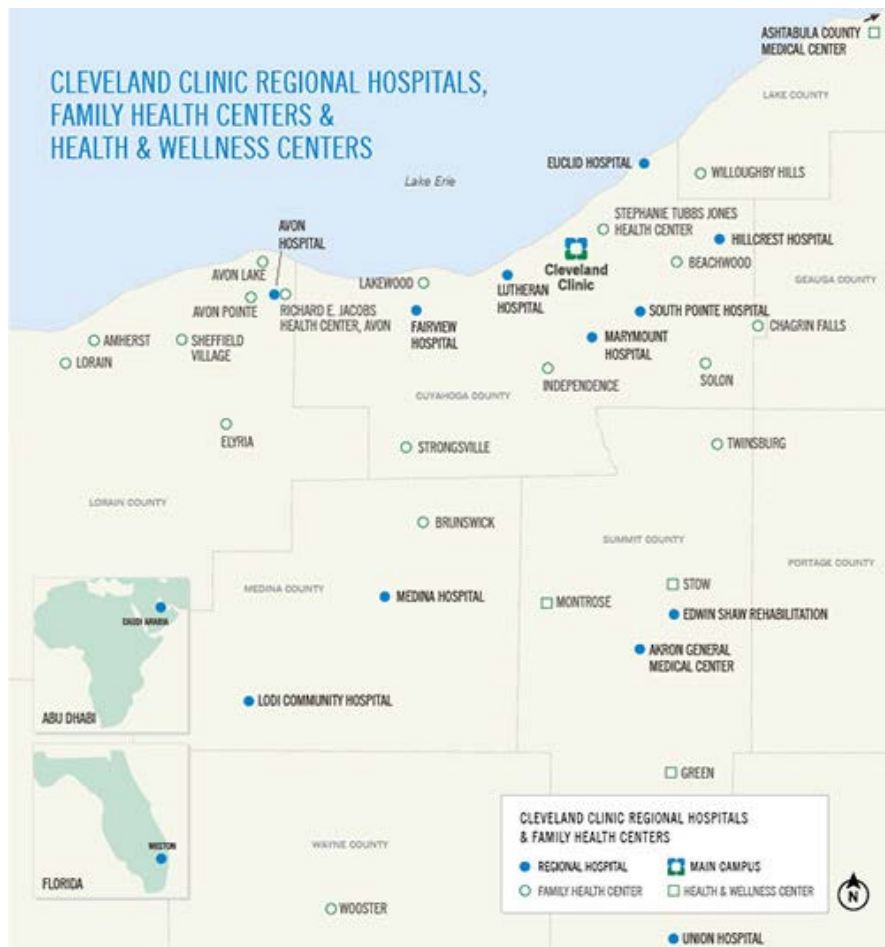 ASHTABULA COUNTY
MEDICAL CENTER
CLEVELAND CLINIC REGIONAL HOSPITALS,
FAMILY HEALTH CENTERS &
HEALTH & WELLNESS CENTERS
LAKE COUNTY
Lake Erie
EUCLID HOSPITAL
WILLOUGHBY HILLS
STEPHANIE TUBBS JONES
HEALTH CENTER
AVON
HOSPITAL
HILLCREST HOSPITAL
AVON LAKE
Cleveland
Clinic
BEACHWOOD
LAKEWOOD
LUTHERAN
HOSPITAL
GEAUGA COUNTY
AVON POINTE
RICHARD E. JACOBS
HEALTH CENTER, AVON
FAIRVIEW
HOSPITAL
SOUTH POINTE HOSPITAL
CHAGRIN FALLS
AMHERST
SHEFFIELD
VILLAGE
MARYMOUNT
HOSPITAL
LORAIN
INDEPENDENCE
SOLON
CUYAHOGA COUNTY
ELYRIA
STRONGSVILLE
TWINSBURG
LORAIN COUNTY
BRUNSWICK
SUMMIT COUNTY
PORTAGE COUNTY
MEDINA COUNTY
STOW
MEDINA HOSPITAL
MONTROSE
EDWIN SHAW REHABILITATION
SAUDI ARABIA
AKRON GENERAL
MEDICAL CENTER
LODI COMMUNITY HOSPITAL
ABU DHABI
GREEN
CLEVELAND CLINIC REGIONAL HOSPITALS
& FAMILY HEALTH CENTERS
WESTON
WAYNE COUNTY
REGIONAL HOSPITAL
MAIN CAMPUS
FLORIDA
FAMILY HEALTH CENTER
HEALTH & WELLNESS CENTER
N
WOOSTER
UNION HOSPITAL